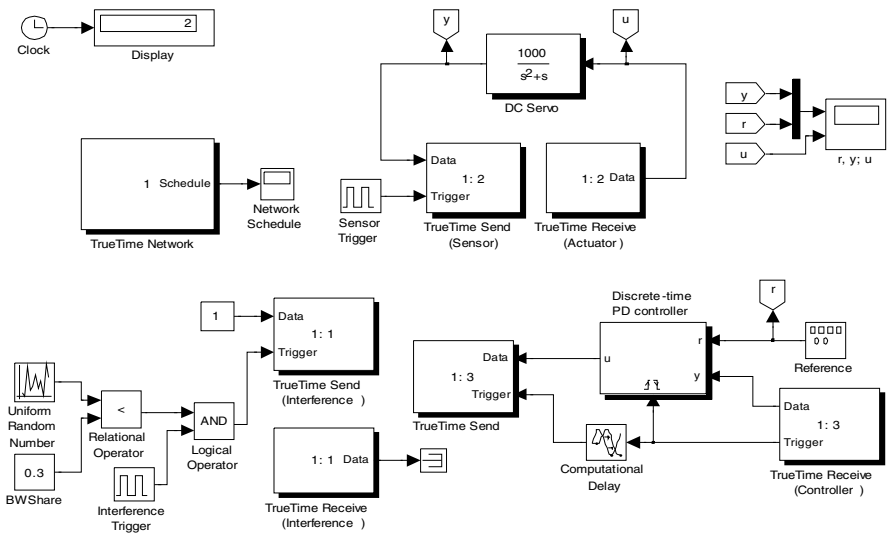 Clock
2
Display
y
u
1000
s²+s
DC Servo
y
r
u
r, y; u
1 Schedule
TrueTime Network
Network
Schedule
Sensor
Trigger
Data
1: 2
Trigger
TrueTime Send
(Sensor)
1: 2 Data
TrueTime Receive
(Actuator )
1
Data
1: 1
Trigger
TrueTime Send
(Interference )
Uniform
Random
Number
<
Relational
Operator
AND
Logical
Operator
0.3
BWShare
Interference
Trigger
1: 1 Data
TrueTime Receive
(Interference )
Data
1: 3
Trigger
TrueTime Send
Discrete-time
PD controller
r
u
y
r
Reference
Computational
Delay
Data
1: 3
Trigger
TrueTime Receive
(Controller )